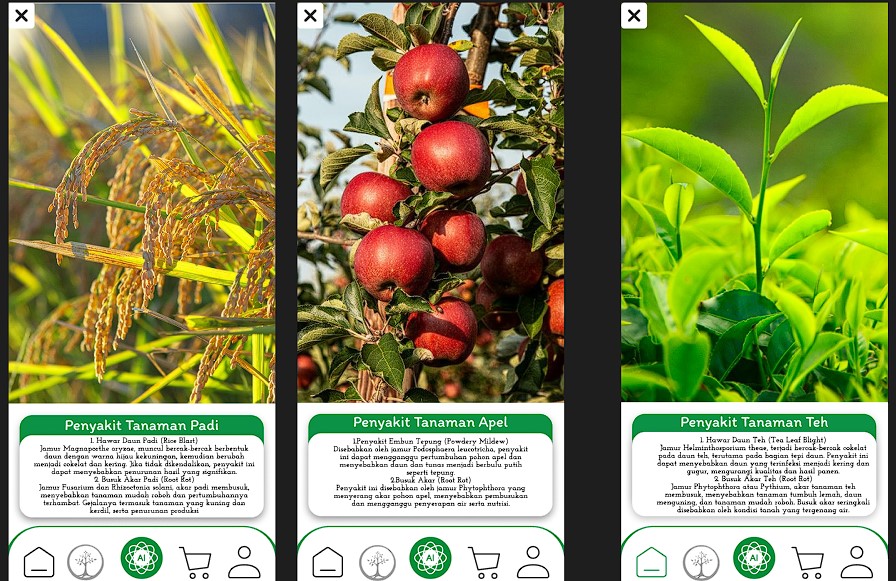 Penyakit Tanaman Padi
1. Hawar Daun Padi (Rice Blast)
Jamur Magnaporthe oryzae, muncul bercak-bercak berbentuk
daun dengan warna hijau kekuningan, kemudian berubah
menjadi cokelat dan kering. Jika tidak dikendalikan, penyakit ini
dapat menyebabkan penurunan hasil yang signifikan.
2. Busuk Akar Padi (Root Rot)
Jamur Fusarium dan Rhizoctonia solani, akar padi membusuk,
menyebabkan tanaman mudah roboh dan pertumbuhannya
terhambat. Gejalanya termasuk tanaman yang kuning dan
kerdil, serta penurunan produksi
AI
Penyakit Tanaman Apel
1.Penyakit Embun Tepung (Powdery Mildew)
Disebabkan oleh jamur Podosphaera leucotricha, penyakit
ini dapat mengganggu pertumbuhan pohon apel dan
menyebabkan daun dan tunas menjadi berbulu putih
seperti tepung.
2.Busuk Akar (Root Rot)
Penyakit ini disebabkan oleh jamur Phytophthora yang
menyerang akar pohon apel, menyebabkan pembusukan
dan mengganggu penyerapan air serta nutrisi.
AI
Penyakit Tanaman Teh
1. Hawar Daun Teh (Tea Leaf Blight)
Jamur Helminthosporium theae, terjadi bercak-bercak cokelat
pada daun teh, terutama pada bagian tepi daun. Penyakit ini
dapat menyebabkan daun yang terinfeksi menjadi kering dan
gugur, mengurangi kualitas dan hasil panen.
2. Busuk Akar Teh (Root Rot)
Jamur Phytophthora atau Pythium, akar tanaman teh
membusuk, menyebabkan tanaman tumbuh lemah, daun
menguning, dan tanaman mudah roboh. Busuk akar seringkali
disebabkan oleh kondisi tanah yang tergenang air.
AI